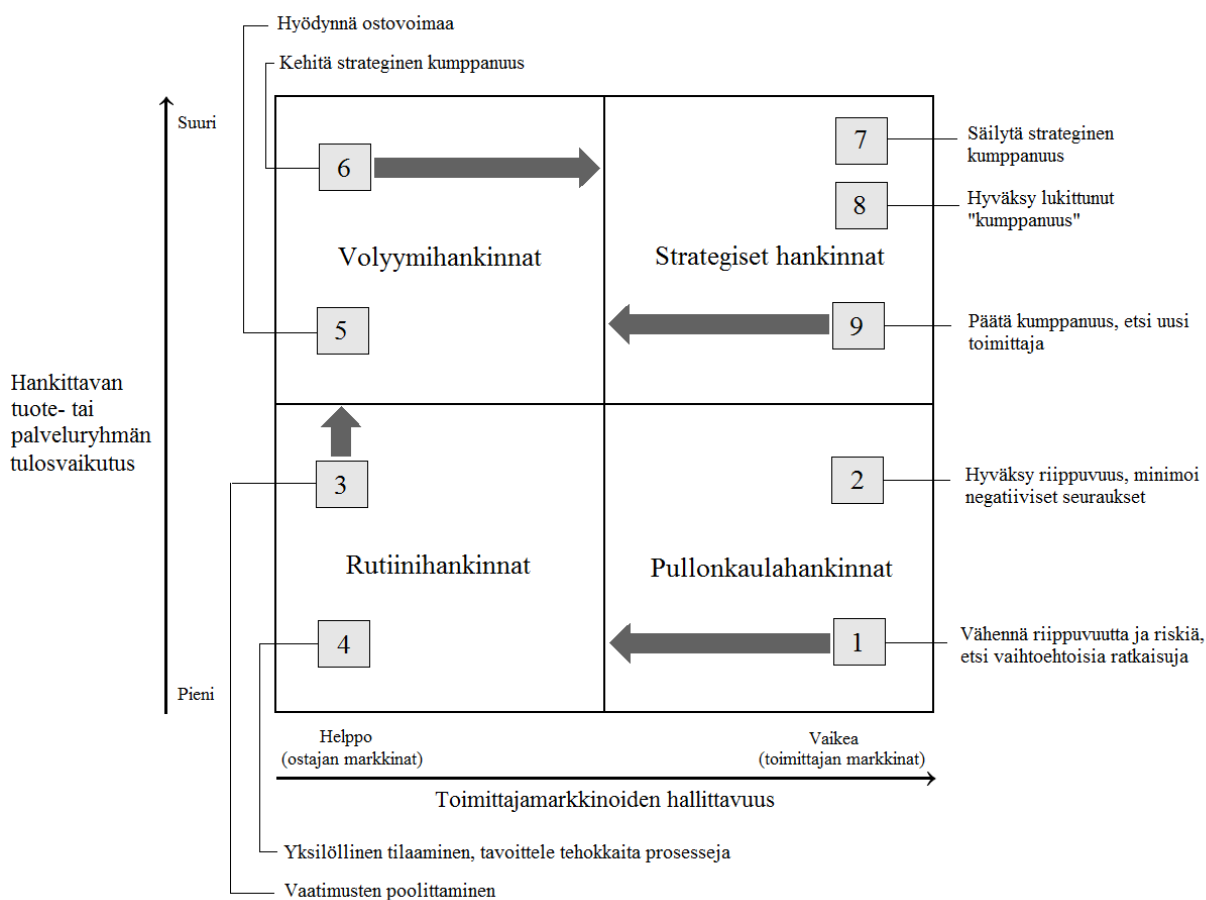 Hyödynnä ostovoimaa
Kehitä strateginen kumppanuus
Suuri
6
7
Säilytä strateginen
kumppanuus
8
Hyväksy lukittunut
"kumppanuus"
Volyymihankinnat
Strategiset hankinnat
5
9
Päätä kumppanuus, etsi uusi
toimittaja
Hankittavan
tuote- tai
palveluryhmän
tulosvaikutus
3
2
Hyväksy riippuvuus, minimoi
negatiiviset seuraukset
Rutiinihankinnat
Pullonkaulahankinnat
4
1
Vähennä riippuvuutta ja riskiä,
etsi vaihtoehtoisia ratkaisuja
Pieni
Helppo
(ostajan markkinat)
Vaikea
(toimittajan markkinat)
Toimittajamarkkinoiden hallittavuus
Yksilöllinen tilaaminen, tavoittele tehokkaita prosesseja
Vaatimusten poolittaminen